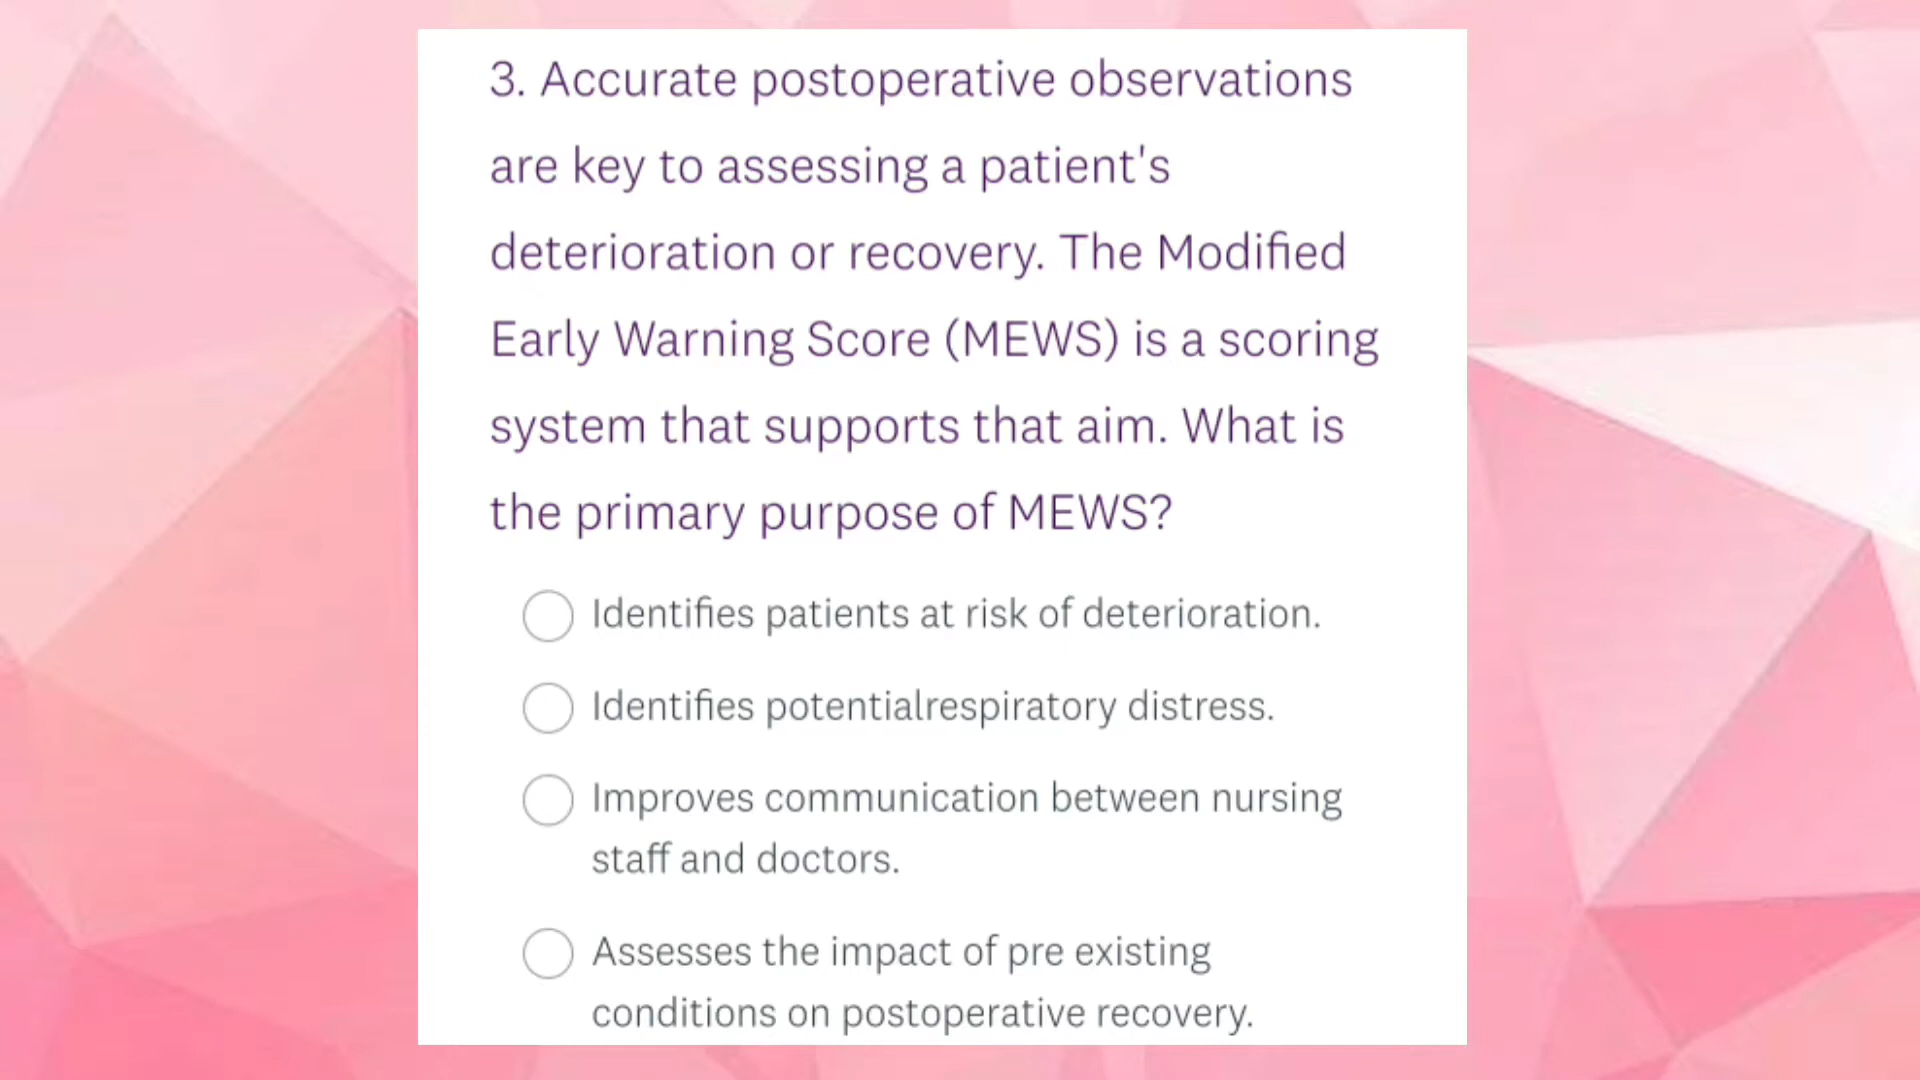 3. Accurate postoperative observations
are key to assessing a patient's
deterioration or recovery. The Modified
Early Warning Score (MEWS) is a scoring
system that supports that aim. What is
the primary purpose of MEWS?
Identifies patients at risk of deterioration.
Identifies potentialrespiratory distress.
Improves communication between nursing
staff and doctors.
Assesses the impact of pre existing
conditions on postoperative recovery.